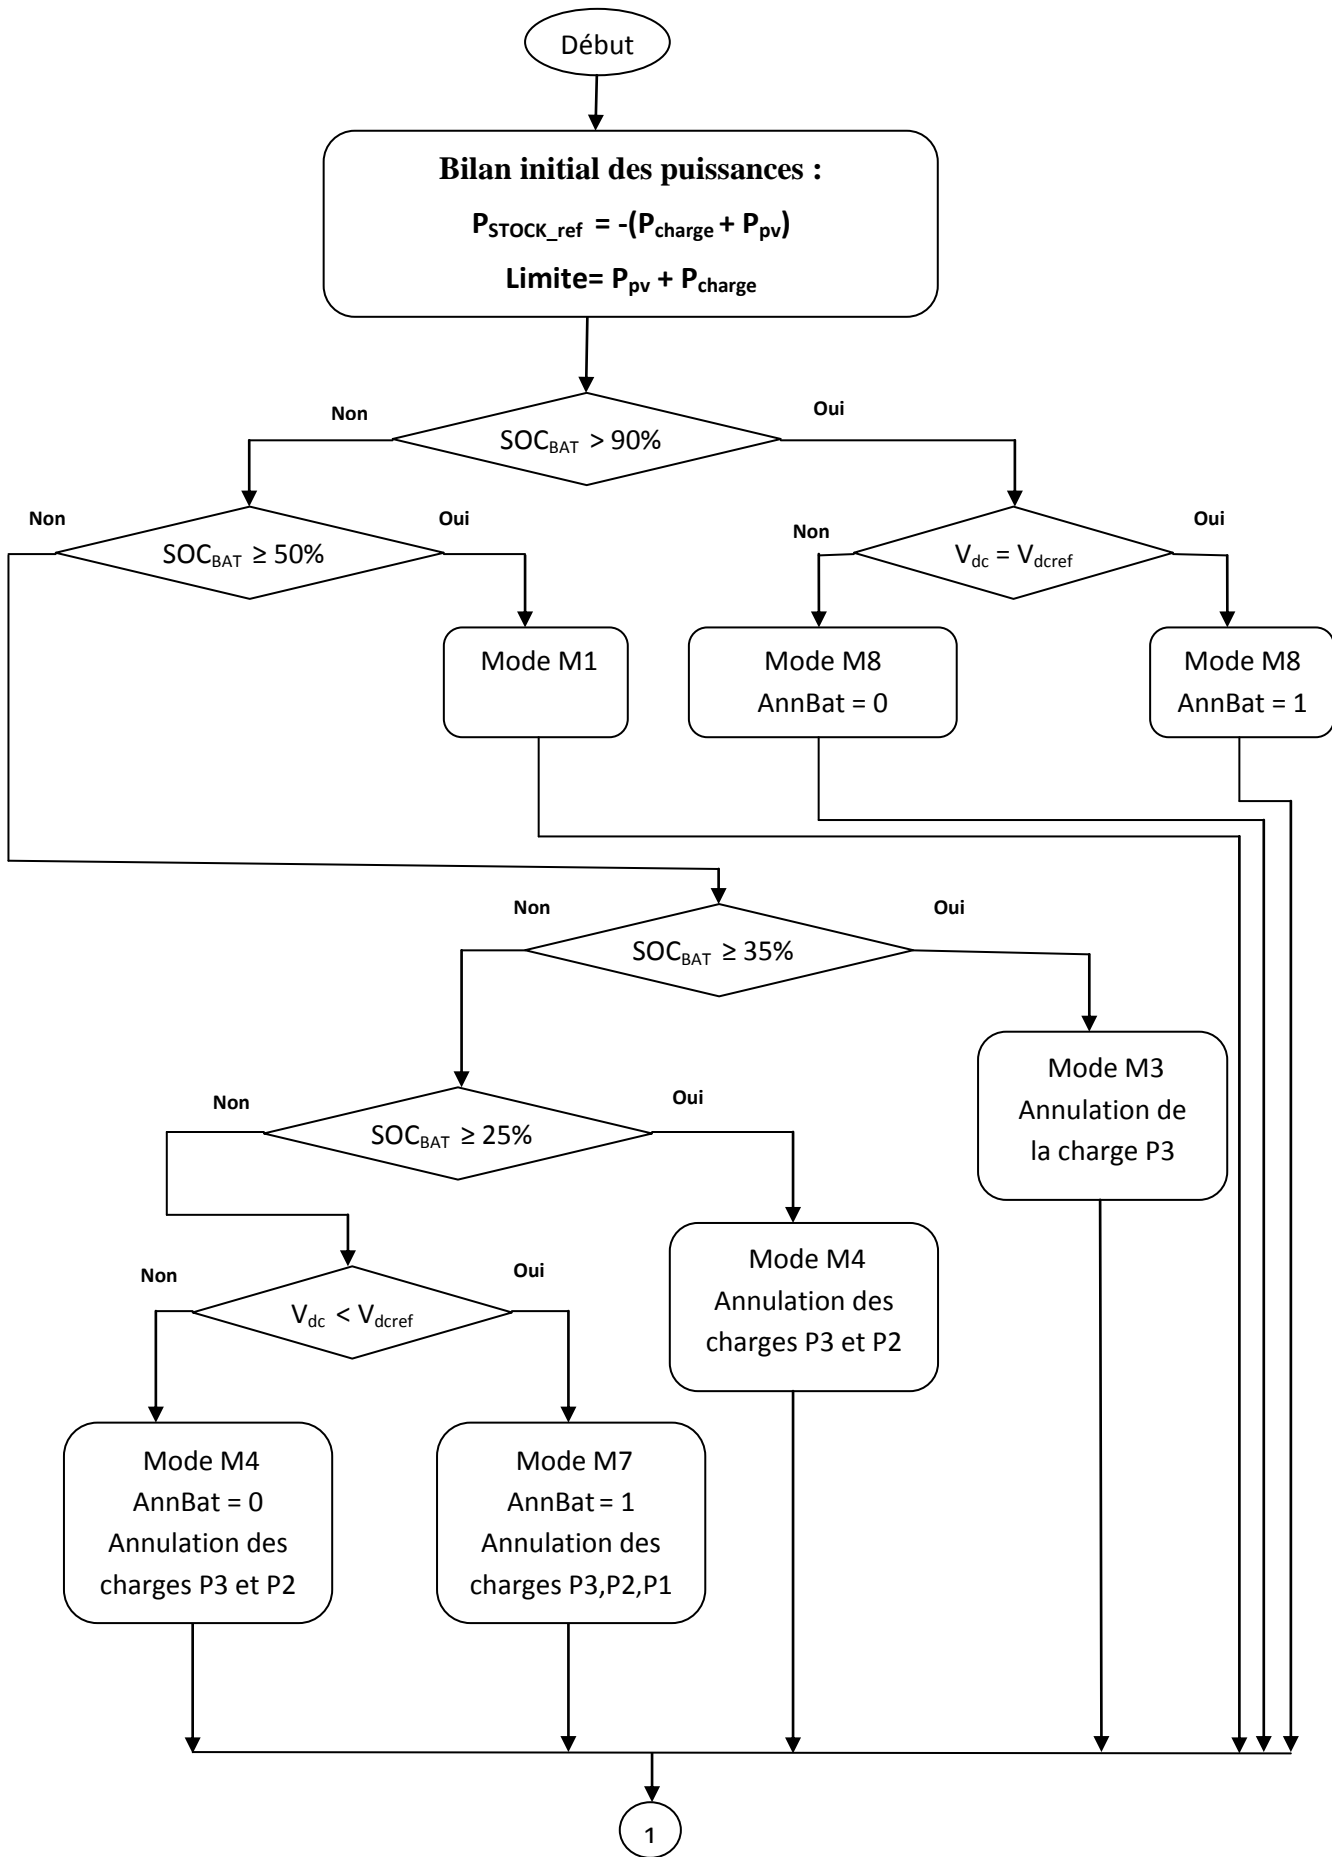 Début
Bilan initial des puissances :
PSTOCK_ref = -(Pcharge + Ppv)
Limite= Ppv + Pcharge
Non
Oui
SOCBAT > 90%
Non
Oui
Non
Oui
SOCBAT ≥ 50%
Vdc = Vdcref
Mode M1
Mode M8
AnnBat = 0
Mode M8
AnnBat = 1
Non
Oui
SOCBAT ≥ 35%
Mode M3
Annulation de
la charge P3
Non
Oui
SOCBAT ≥ 25%
Mode M4
Annulation des
charges P3 et P2
Non
Oui
Vdc < Vdcref
Mode M4
AnnBat = 0
Annulation des
charges P3 et P2
Mode M7
AnnBat = 1
Annulation des
charges P3,P2,P1
1